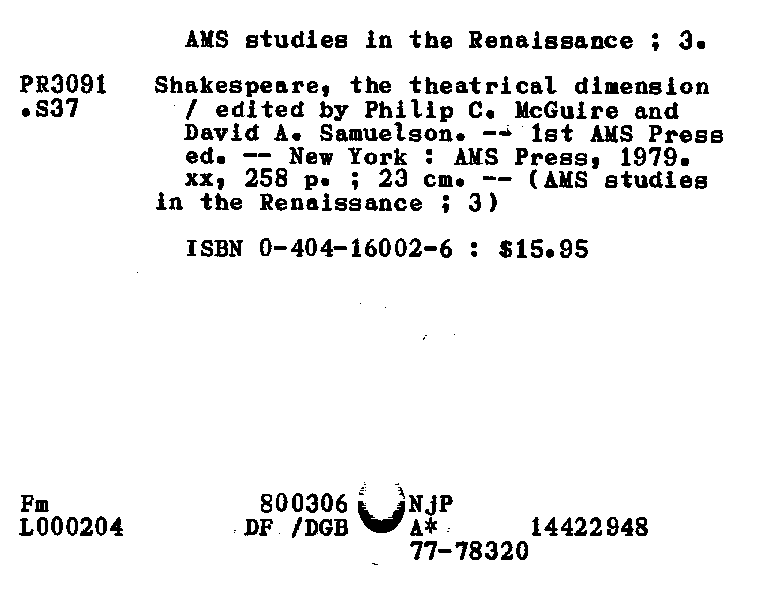 AMS studies in the Renaissance ; 3.
PR3091 Shakespeare, the theatrical dimension
.S37 / edited by Philip C. McGuire and
David A. Samuelson. -- 1st AMS Press
ed. -- New York : AMS Press, 1979.
xx, 258 p. ; 23 cm. -- (AMS studies
in the Renaissance ; 3)
ISBN 0-404-16002-6 : $15.95
Fm 800306 NjP
L000204 DF /DGB A* 14422948
77-78320